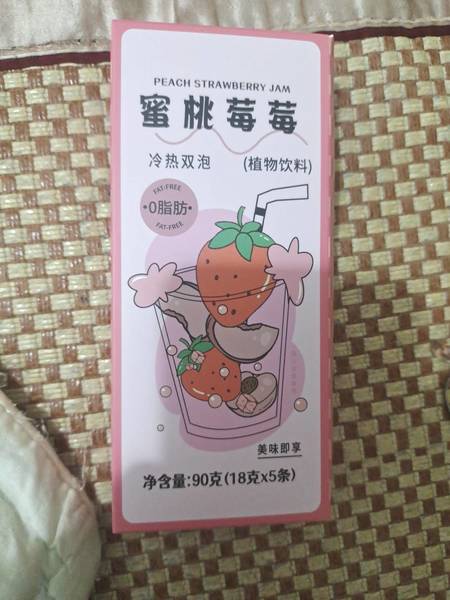 PEACH STRAWBERRY JAM
蜜桃莓莓
冷热双泡 (植物饮料)
FAT-FREE
•0脂肪•
FAT-FREE
美味即享
净含量:90克(18克x5条)